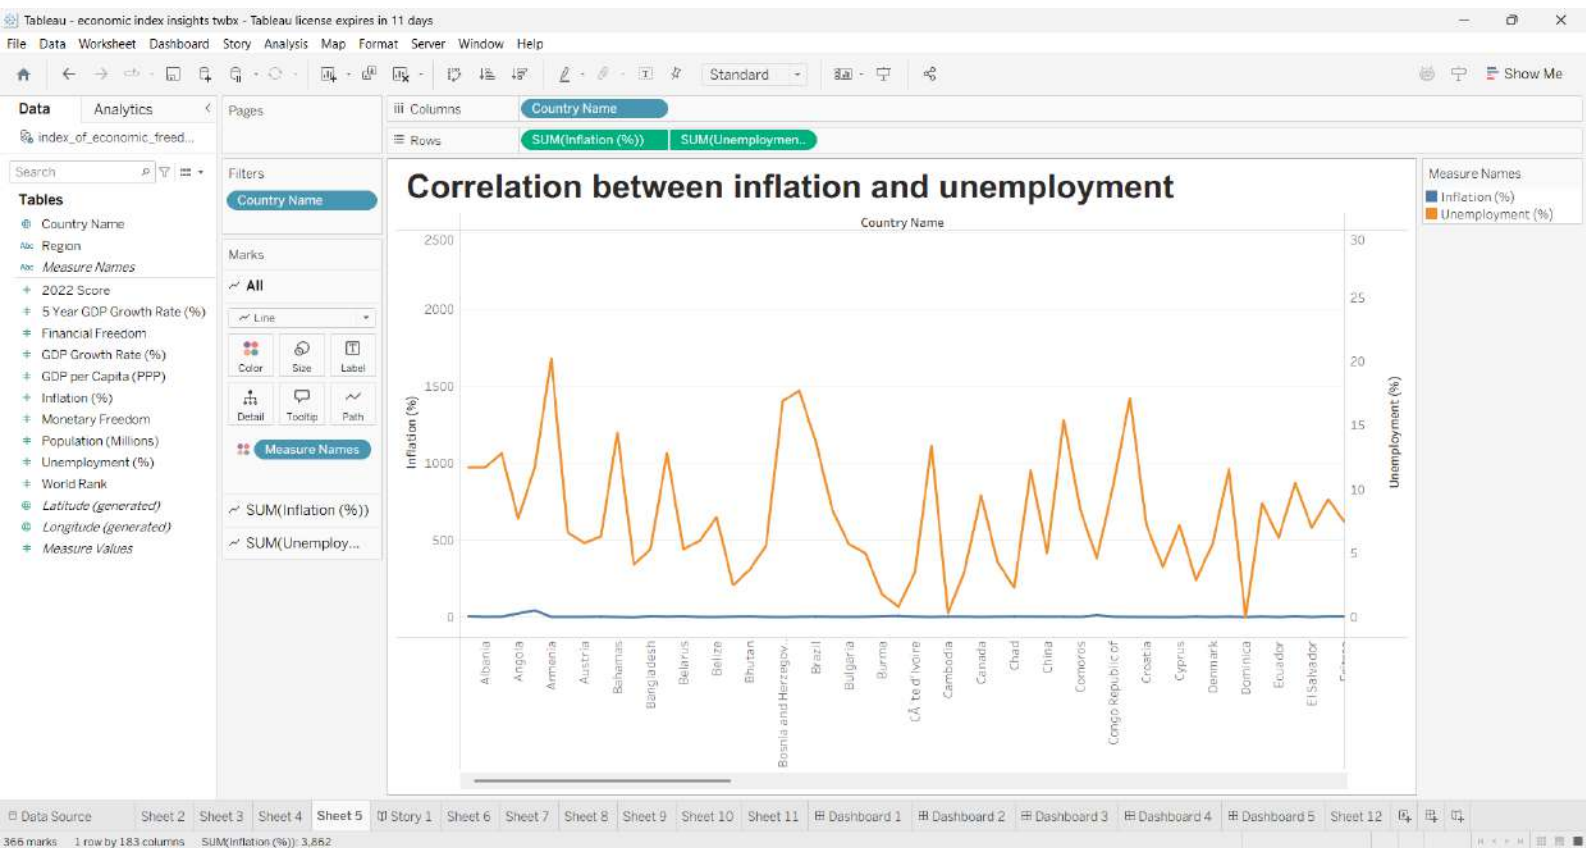 Tableau - economic index insights twbx - Tableau license expires in 11 days
File Data Worksheet Dashboard Story Analysis Map Format Server Window Help
Standard
Show Me
Data Analytics
index_of_economic_freed...
Search
Tables
Country Name
Abc Region
Abc Measure Names
2022 Score
5 Year GDP Growth Rate (%)
Financial Freedom
GDP Growth Rate (%)
GDP per Capita (PPP)
Inflation (%)
Monetary Freedom
Population (Millions)
Unemployment (%)
World Rank
Latitude (generated)
Longitude (generated)
Measure Values
Pages
Filters
Country Name
Marks
All
Line
Color Size Label
Detail Tooltip Path
Measure Names
SUM(Inflation (%))
SUM(Unemploy...
iii Columns Country Name
Rows SUM(Inflation (%)) SUM(Unemploymen..
Correlation between inflation and unemployment
Country Name
2500
2000
1500
1000
500
0
Inflation (%)
30
25
20
15
10
5
0
Unemployment (%)
Albania
Angola
Armenia
Austria
Bahamas
Bangladesh
Belarus
Belize
Bhutan
Bosnia and Herzegov..
Brazil
Bulgaria
Burma
CÃ´te d'Ivoire
Cambodia
Canada
Chad
China
Comoros
Congo Republic of
Croatia
Cyprus
Denmark
Dominica
Ecuador
El Salvador
Measure Names
Inflation (%)
Unemployment (%)
Data Source Sheet 2 Sheet 3 Sheet 4 Sheet 5 Story 1 Sheet 6 Sheet 7 Sheet 8 Sheet 9 Sheet 10 Sheet 11 Dashboard 1 Dashboard 2 Dashboard 3 Dashboard 4 Dashboard 5 Sheet 12
366 marks 1 row by 183 columns SUM(Inflation (%)): 3,862